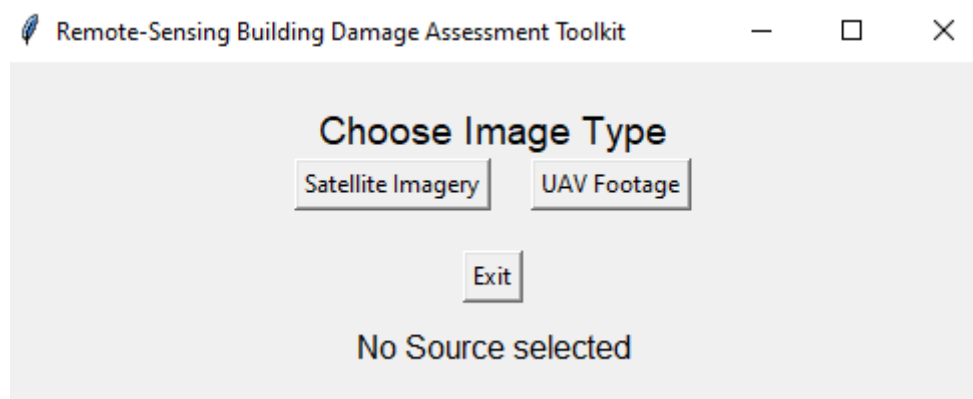 Remote-Sensing Building Damage Assessment Toolkit
Choose Image Type
Satellite Imagery UAV Footage
Exit
No Source selected